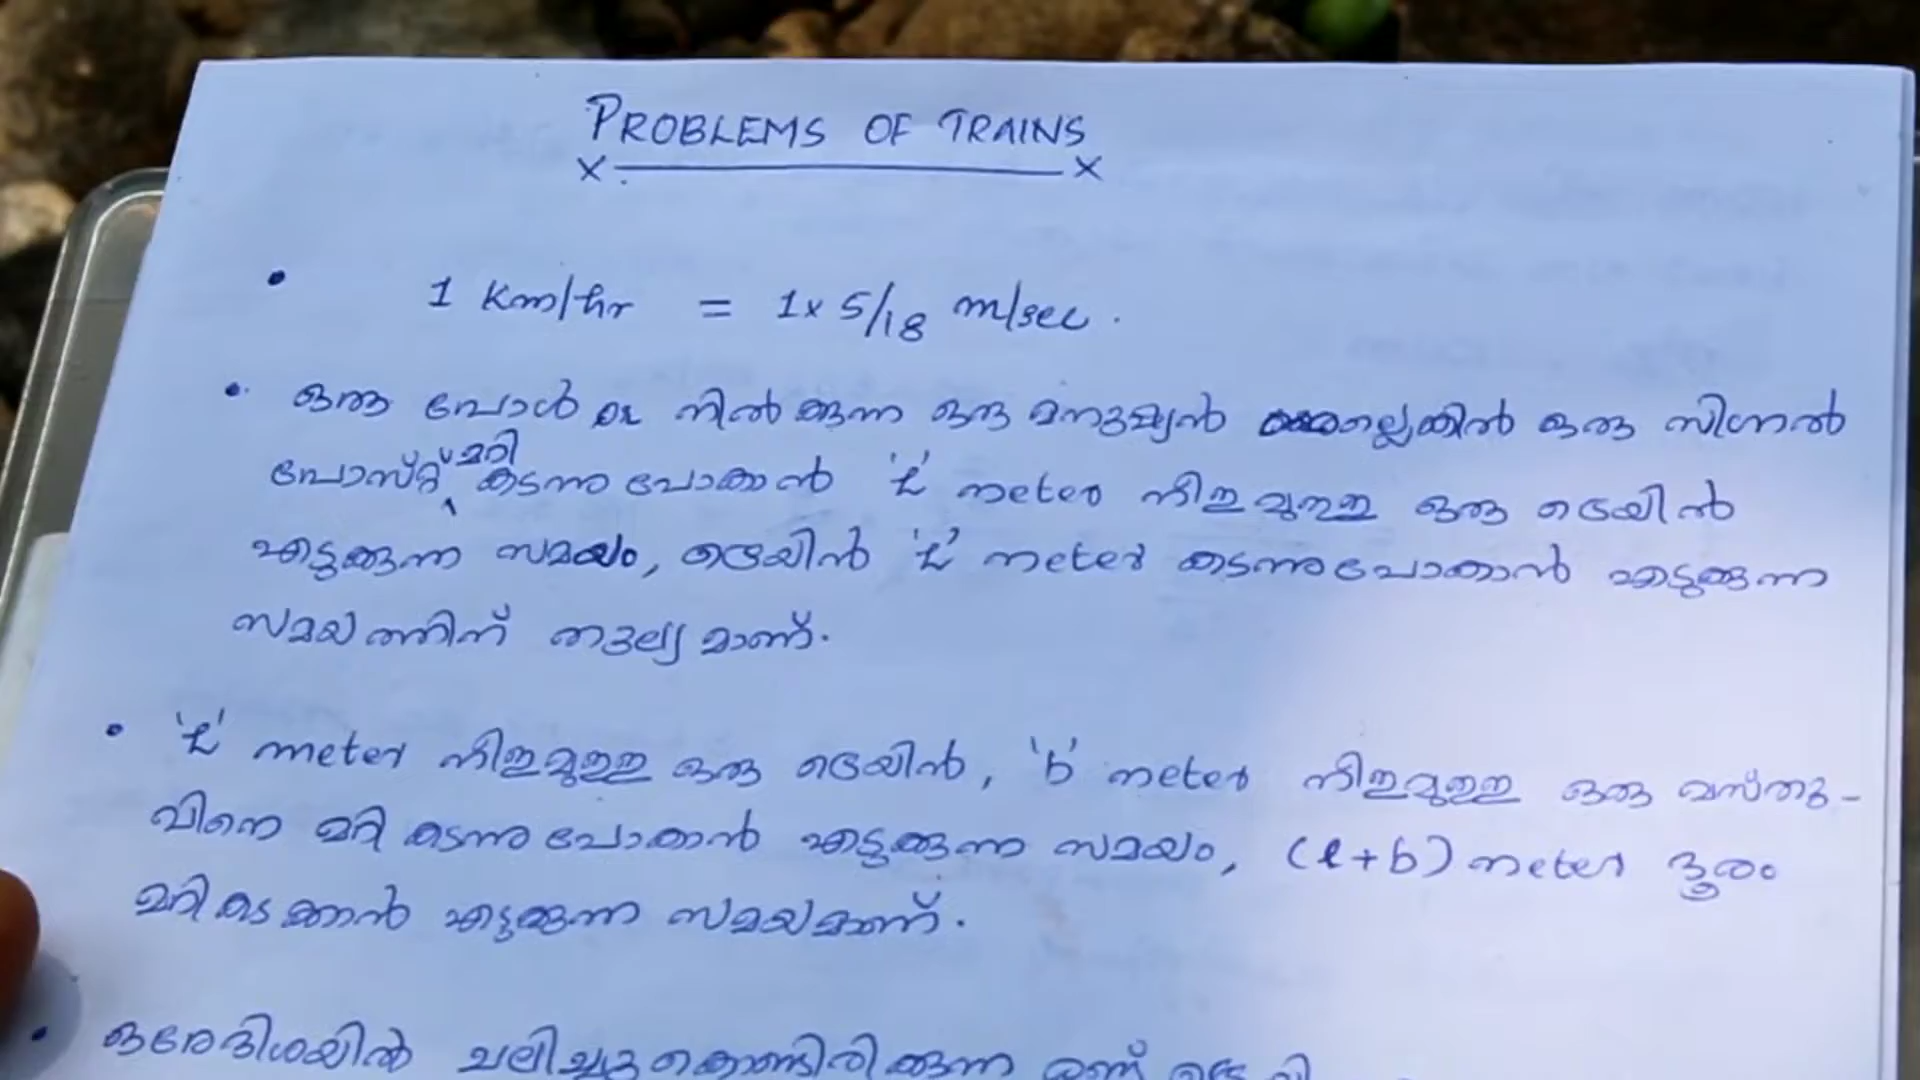 PROBLEMS OF TRAINS
• 1 Km/hr = 1x 5/18 m/sec.
• ഒരു പോൾ നിൽക്കുന്ന ഒരു മനുഷ്യൻ അല്ലെങ്കിൽ ഒരു സിഗ്നൽ
പോസ്റ്റ് മറി കടന്നു പോകാൻ 'ℓ' meter നീളമുള്ള ഒരു ട്രെയിൻ
എടുക്കുന്ന സമയം, ട്രെയിൻ 'ℓ' meter കടന്നുപോകാൻ എടുക്കുന്ന
സമയത്തിന് തുല്യമാണ്.
• 'ℓ' meter നീളമുള്ള ഒരു ട്രെയിൻ, 'b' meter നീളമുള്ള ഒരു വസ്തു-
വിനെ മറികടന്നുപോകാൻ എടുക്കുന്ന സമയം, (ℓ+b) meter ദൂരം
മറികടക്കാൻ എടുക്കുന്ന സമയമാണ്.
• ഒരേദിശയിൽ ചലിച്ചുകൊണ്ടിരിക്കുന്ന രണ്ട്